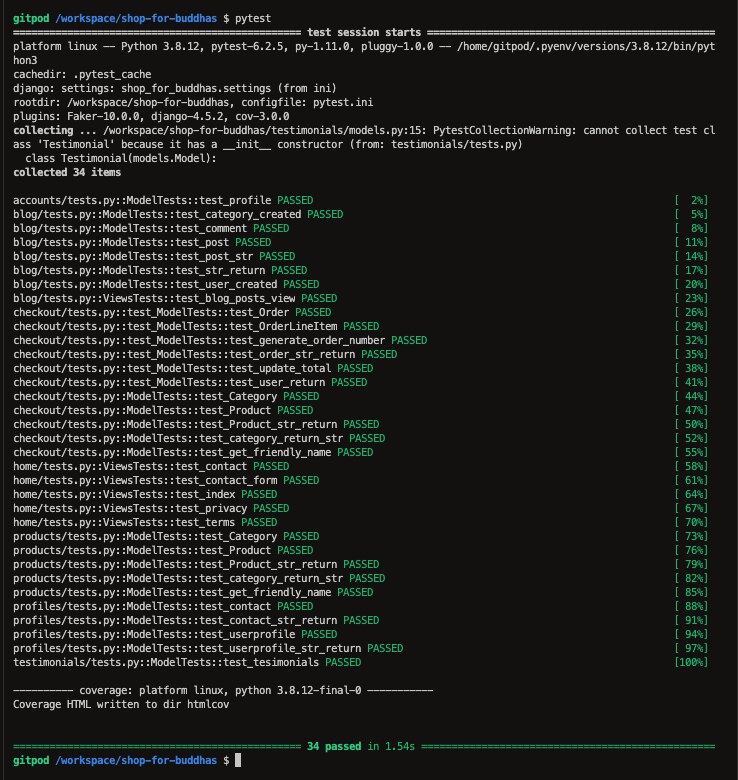 gitpod /workspace/shop-for-buddhas $ pytest
============================================ test session starts ============================================
platform linux -- Python 3.8.12, pytest-6.2.5, py-1.11.0, pluggy-1.0.0 -- /home/gitpod/.pyenv/versions/3.8.12/bin/pyt
hon3
cachedir: .pytest_cache
django: settings: shop_for_buddhas.settings (from ini)
rootdir: /workspace/shop-for-buddhas, configfile: pytest.ini
plugins: Faker-10.0.0, django-4.5.2, cov-3.0.0
collecting ... /workspace/shop-for-buddhas/testimonials/models.py:15: PytestCollectionWarning: cannot collect test cl
ass 'Testimonial' because it has a __init__ constructor (from: testimonials/tests.py)
  class Testimonial(models.Model):
collected 34 items
accounts/tests.py::ModelTests::test_profile PASSED [  2%]
blog/tests.py::ModelTests::test_category_created PASSED [  5%]
blog/tests.py::ModelTests::test_comment PASSED [  8%]
blog/tests.py::ModelTests::test_post PASSED [ 11%]
blog/tests.py::ModelTests::test_post_str PASSED [ 14%]
blog/tests.py::ModelTests::test_str_return PASSED [ 17%]
blog/tests.py::ModelTests::test_user_created PASSED [ 20%]
blog/tests.py::ViewsTests::test_blog_posts_view PASSED [ 23%]
checkout/tests.py::test_ModelTests::test_Order PASSED [ 26%]
checkout/tests.py::test_ModelTests::test_OrderLineItem PASSED [ 29%]
checkout/tests.py::test_ModelTests::test_generate_order_number PASSED [ 32%]
checkout/tests.py::test_ModelTests::test_order_str_return PASSED [ 35%]
checkout/tests.py::test_ModelTests::test_update_total PASSED [ 38%]
checkout/tests.py::test_ModelTests::test_user_return PASSED [ 41%]
checkout/tests.py::ModelTests::test_Category PASSED [ 44%]
checkout/tests.py::ModelTests::test_Product PASSED [ 47%]
checkout/tests.py::ModelTests::test_Product_str_return PASSED [ 50%]
checkout/tests.py::ModelTests::test_category_return_str PASSED [ 52%]
checkout/tests.py::ModelTests::test_get_friendly_name PASSED [ 55%]
home/tests.py::ViewsTests::test_contact PASSED [ 58%]
home/tests.py::ViewsTests::test_contact_form PASSED [ 61%]
home/tests.py::ViewsTests::test_index PASSED [ 64%]
home/tests.py::ViewsTests::test_privacy PASSED [ 67%]
home/tests.py::ViewsTests::test_terms PASSED [ 70%]
products/tests.py::ModelTests::test_Category PASSED [ 73%]
products/tests.py::ModelTests::test_Product PASSED [ 76%]
products/tests.py::ModelTests::test_Product_str_return PASSED [ 79%]
products/tests.py::ModelTests::test_category_return_str PASSED [ 82%]
products/tests.py::ModelTests::test_get_friendly_name PASSED [ 85%]
profiles/tests.py::ModelTests::test_contact PASSED [ 88%]
profiles/tests.py::ModelTests::test_contact_str_return PASSED [ 91%]
profiles/tests.py::ModelTests::test_userprofile PASSED [ 94%]
profiles/tests.py::ModelTests::test_userprofile_str_return PASSED [ 97%]
testimonials/tests.py::ModelTests::test_tesimonials PASSED [100%]
---------- coverage: platform linux, python 3.8.12-final-0 -----------
Coverage HTML written to dir htmlcov
============================================ 34 passed in 1.54s ============================================
gitpod /workspace/shop-for-buddhas $